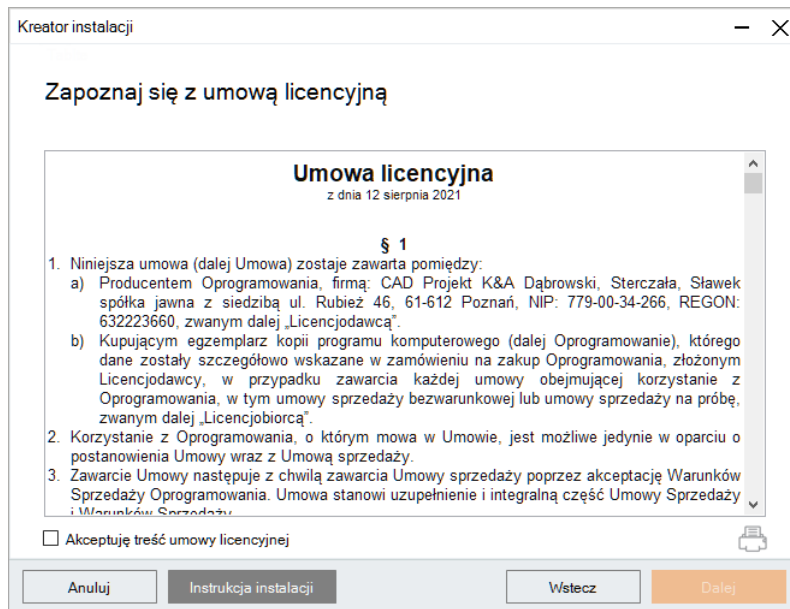 Kreator instalacji
Zapoznaj się z umową licencyjną
Umowa licencyjna
z dnia 12 sierpnia 2021
§ 1
1. Niniejsza umowa (dalej Umowa) zostaje zawarta pomiędzy:
a) Producentem Oprogramowania, firmą: CAD Projekt K&A Dąbrowski, Sterczała, Sławek
spółka jawna z siedzibą ul. Rubież 46, 61-612 Poznań, NIP: 779-00-34-266, REGON:
632223660, zwanym dalej „Licencjodawcą”.
b) Kupującym egzemplarz kopii programu komputerowego (dalej Oprogramowanie), którego
dane zostały szczegółowo wskazane w zamówieniu na zakup Oprogramowania, złożonym
Licencjodawcy, w przypadku zawarcia każdej umowy obejmującej korzystanie z
Oprogramowania, w tym umowy sprzedaży bezwarunkowej lub umowy sprzedaży na próbę,
zwanym dalej „Licencjobiorcą”.
2. Korzystanie z Oprogramowania, o którym mowa w Umowie, jest możliwe jedynie w oparciu o
postanowienia Umowy wraz z Umową sprzedaży.
3. Zawarcie Umowy następuje z chwilą zawarcia Umowy sprzedaży poprzez akceptację Warunków
Sprzedaży Oprogramowania. Umowa stanowi uzupełnienie i integralną część Umowy Sprzedaży
i Warunków Sprzedaży.
Akceptuję treść umowy licencyjnej
Anuluj
Instrukcja instalacji
Wstecz
Dalej